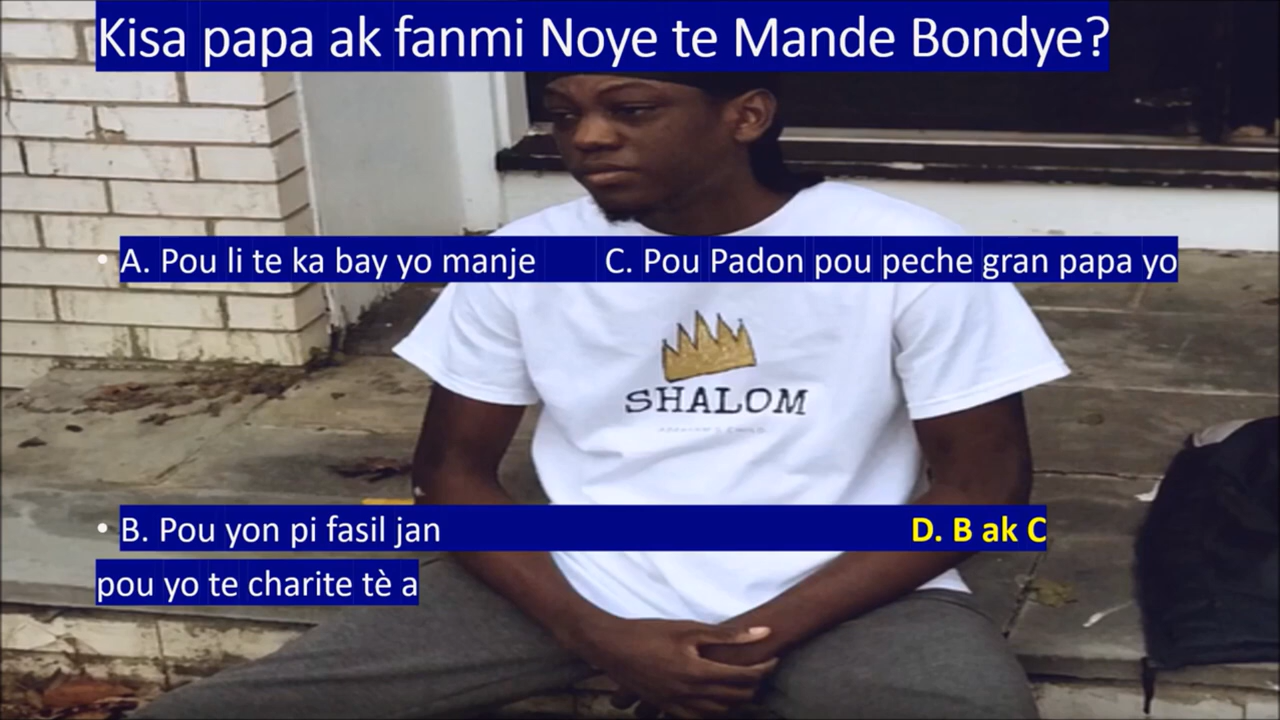 Kisa papa ak fanmi Noye te Mande Bondye?
• A. Pou li te ka bay yo manje C. Pou Padon pou peche gran papa yo
SHALOM
• B. Pou yon pi fasil jan D. B ak C
pou yo te charite tè a